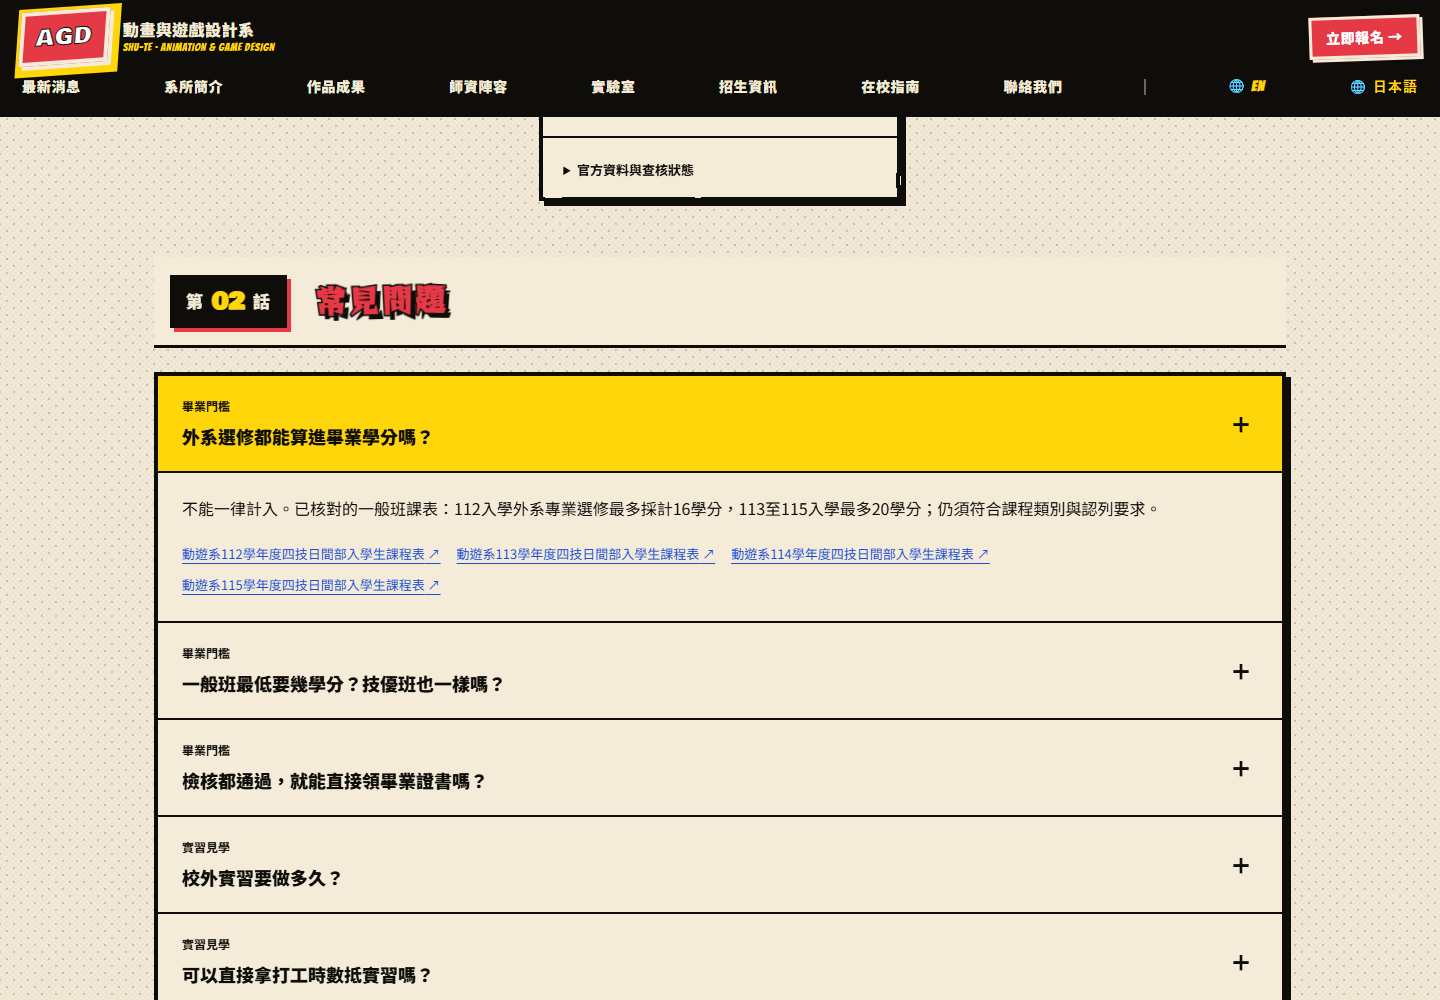 AGD
動畫與遊戲設計系
SHU-TE · ANIMATION & GAME DESIGN
立即報名 →
最新消息
系所簡介
作品成果
師資陣容
實驗室
招生資訊
在校指南
聯絡我們
|
🌐 EN
🌐 日本語
▶ 官方資料與查核狀態
第 02 話
常見問題
畢業門檻
外系選修都能算進畢業學分嗎？
+
不能一律計入。已核對的一般班課表：112入學外系專業選修最多採計16學分，113至115入學最多20學分；仍須符合課程類別與認列要求。
動遊系112學年度四技日間部入學生課程表 ↗ 動遊系113學年度四技日間部入學生課程表 ↗ 動遊系114學年度四技日間部入學生課程表 ↗
動遊系115學年度四技日間部入學生課程表 ↗
畢業門檻
一般班最低要幾學分？技優班也一樣嗎？
+
畢業門檻
檢核都通過，就能直接領畢業證書嗎？
+
實習見學
校外實習要做多久？
+
實習見學
可以直接拿打工時數抵實習嗎？
+